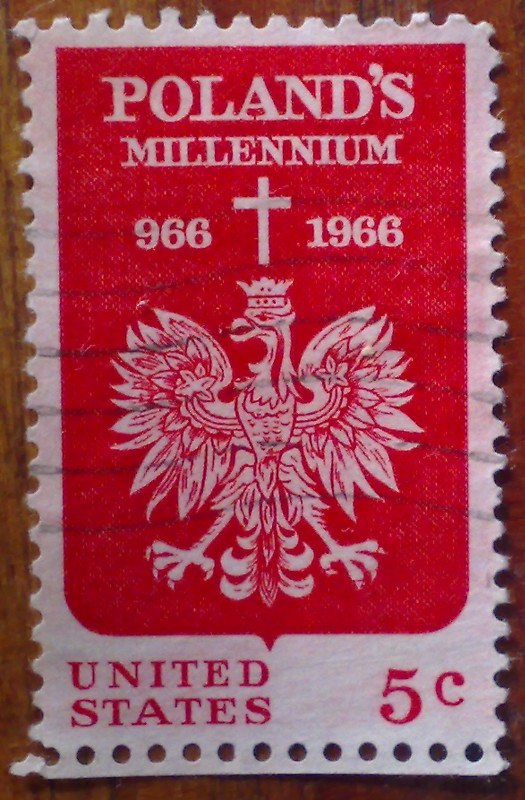 POLAND'S
MILLENNIUM
966 1966
UNITED
STATES
5c